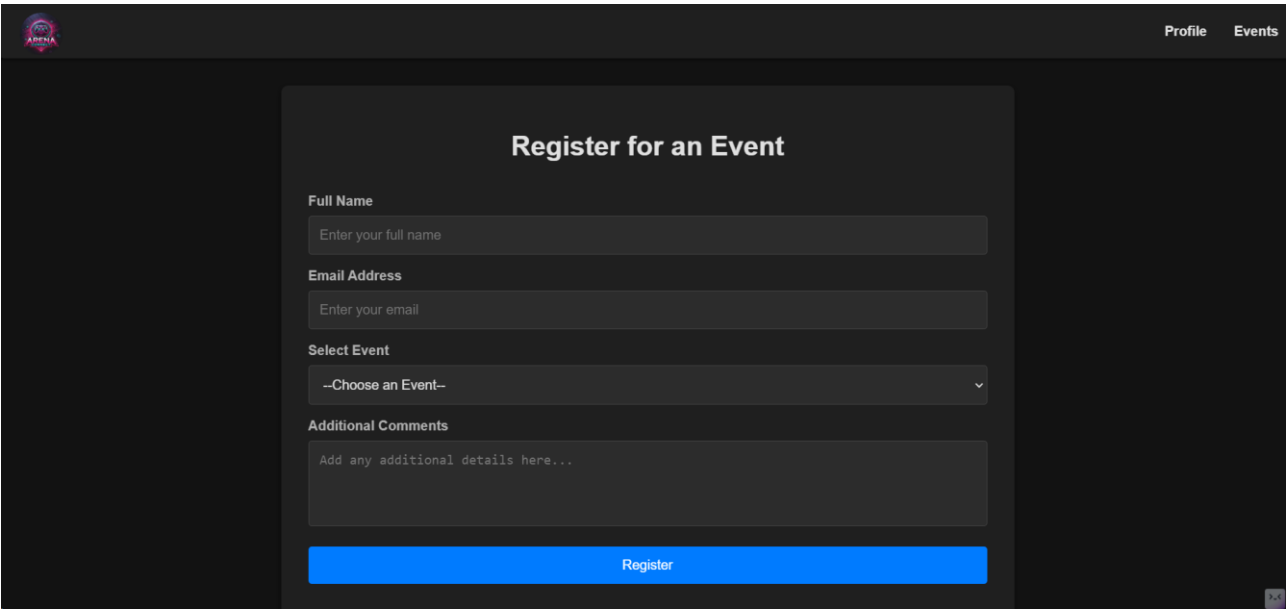 ARENA
Profile Events
Register for an Event
Full Name
Enter your full name
Email Address
Enter your email
Select Event
--Choose an Event--
Additional Comments
Add any additional details here...
Register